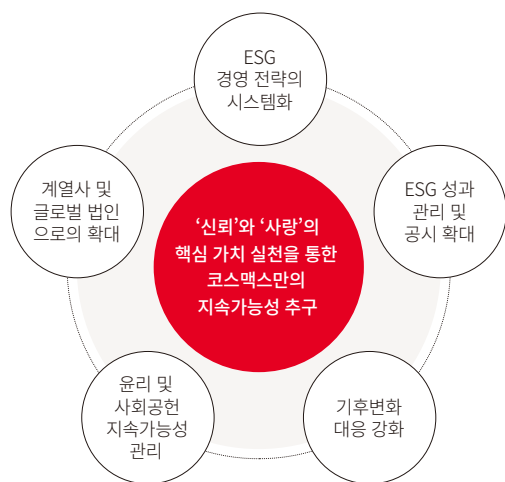 ESG
경영 전략의
시스템화
계열사 및
글로벌 법인
으로의 확대
ESG 성과
관리 및
공시 확대
‘신뢰’와 ‘사랑’의
핵심 가치 실천을 통한
코스맥스만의
지속가능성 추구
윤리 및
사회공헌
지속가능성
관리
기후변화
대응 강화